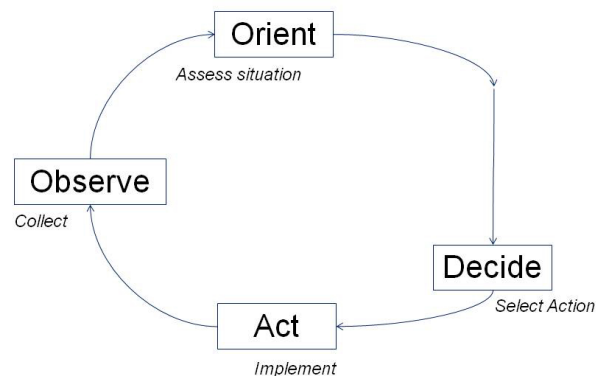 Orient
Assess situation
Observe
Collect
Decide
Select Action
Act
Implement